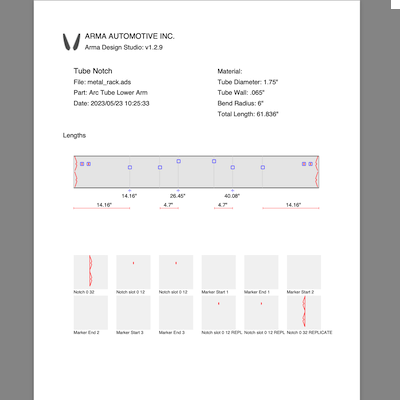 ARMA AUTOMOTIVE INC.
Arma Design Studio: v1.2.9
Tube Notch
File: metal_rack.ads
Part: Arc Tube Lower Arm
Date: 2023/05/23 10:25:33
Material:
Tube Diameter: 1.75"
Tube Wall: .065"
Bend Radius: 6"
Total Length: 61.836"
Lengths
14.16" 26.45" 40.08"
14.16" 4.7" 4.7" 14.16"
Notch 0 32 Notch slot 0 12 Notch slot 0 12 Marker Start 1 Marker End 1 Marker Start 2
Marker End 2 Marker Start 3 Marker End 3 Notch slot 0 12 REPL Notch slot 0 12 REPL Notch 0 32 REPLICATE